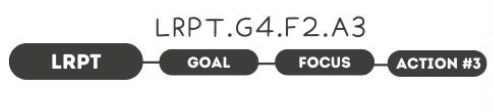 LRPT.G4.F2.A3
LRPT GOAL FOCUS ACTION #3